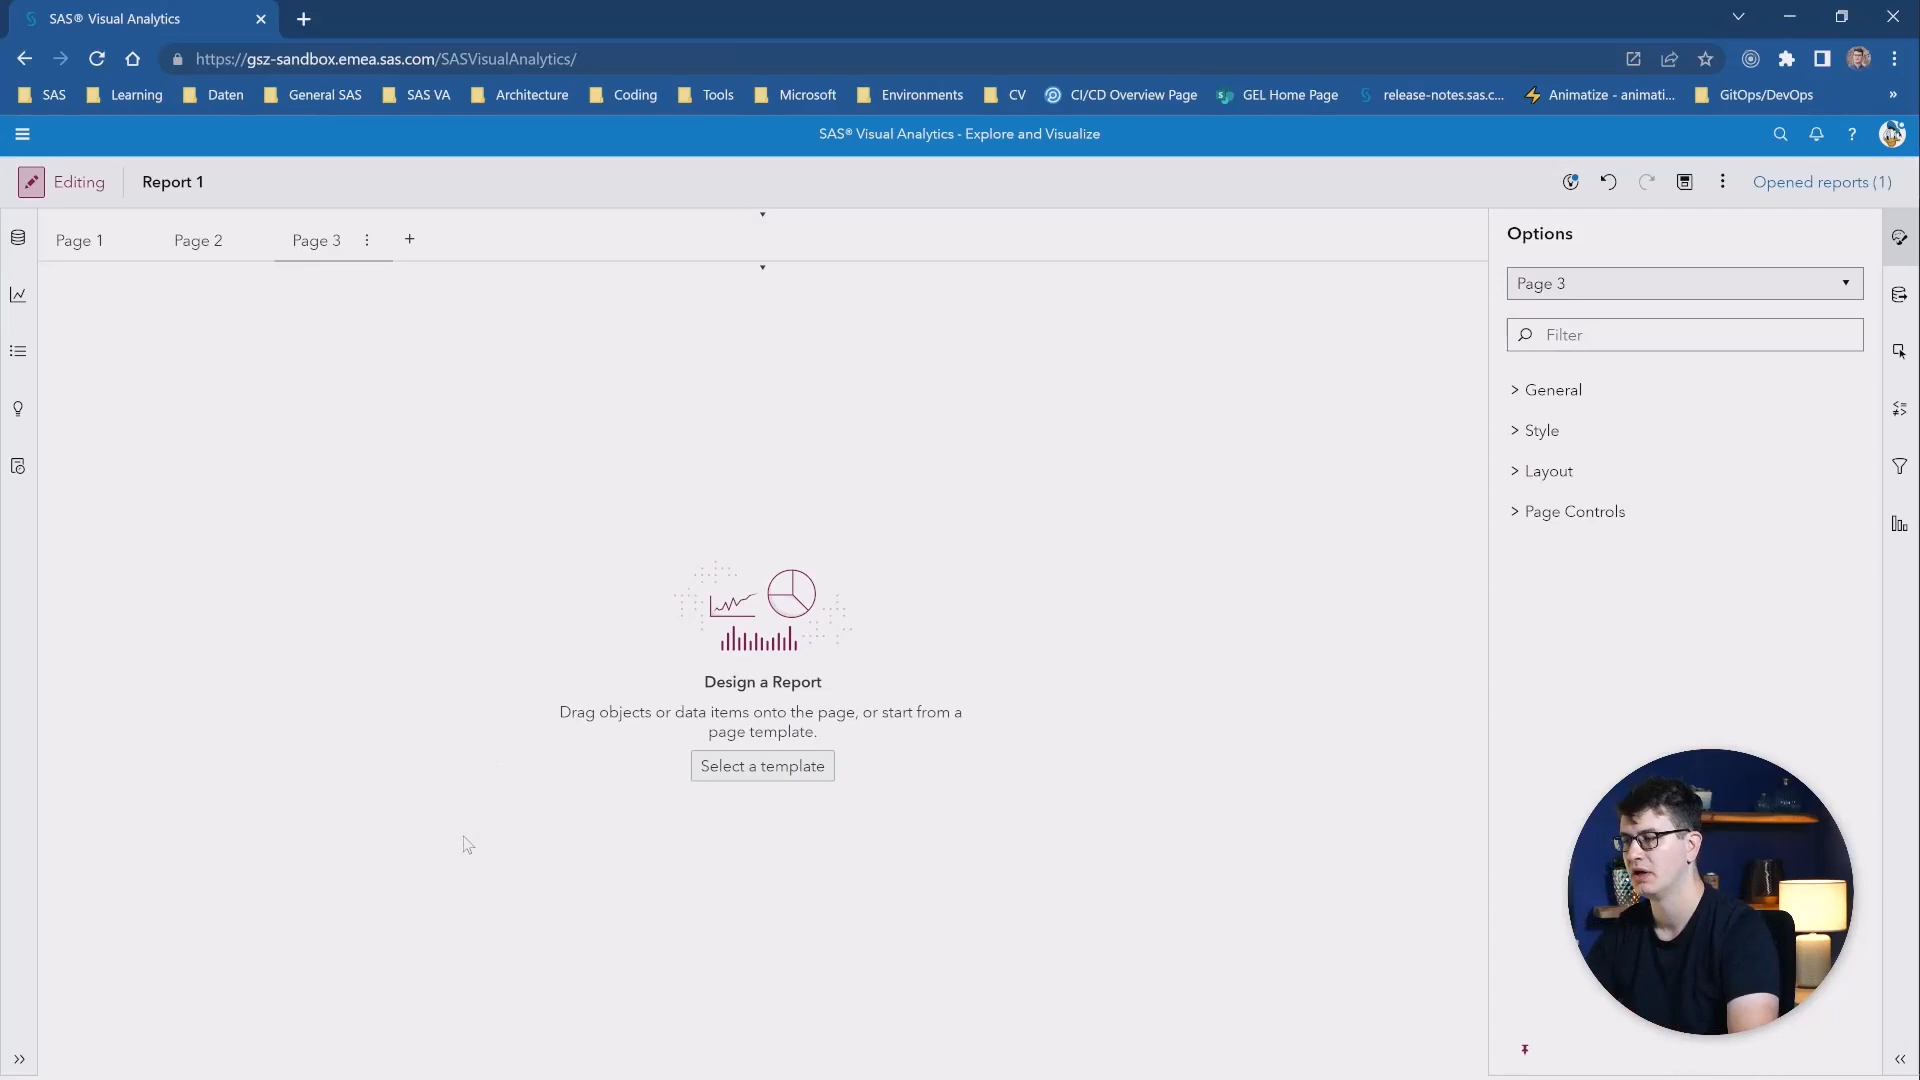 SAS® Visual Analytics
https://gsz-sandbox.emea.sas.com/SASVisualAnalytics/
SAS Learning Daten General SAS SAS VA Architecture Coding Tools Microsoft Environments CV CI/CD Overview Page GEL Home Page release-notes.sas.c... Animatize - animati... GitOps/DevOps »
SAS® Visual Analytics - Explore and Visualize
Editing Report 1 Opened reports (1)
Page 1 Page 2 Page 3
Options
Page 3
Filter
> General
> Style
> Layout
> Page Controls
Design a Report
Drag objects or data items onto the page, or start from a
page template.
Select a template